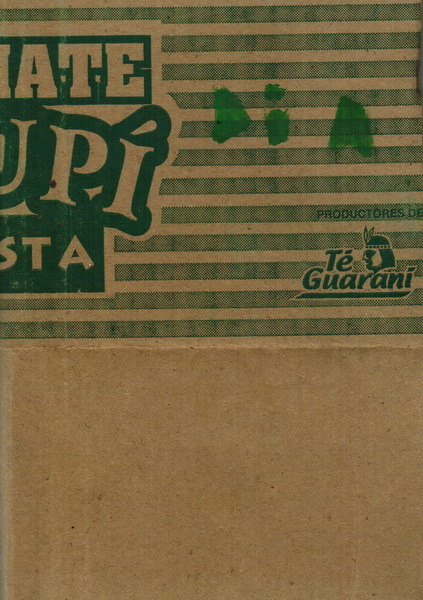 MATE
UPÍ
STA
Di A
PRODUCTORES DE
Té
Guaraní